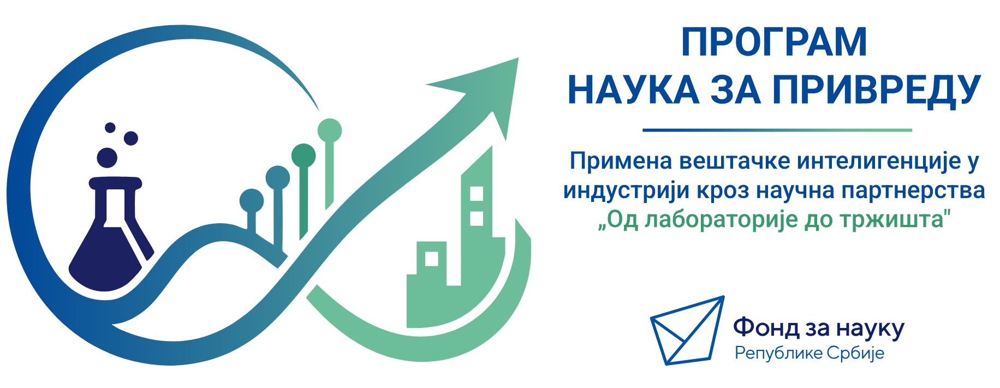 ПРОГРАМ
НАУКА ЗА ПРИВРЕДУ
Примена вештачке интелигенције у
индустрији кроз научна партнерства
„Од лабораторије до тржишта"
Фонд за науку
Републике Србије